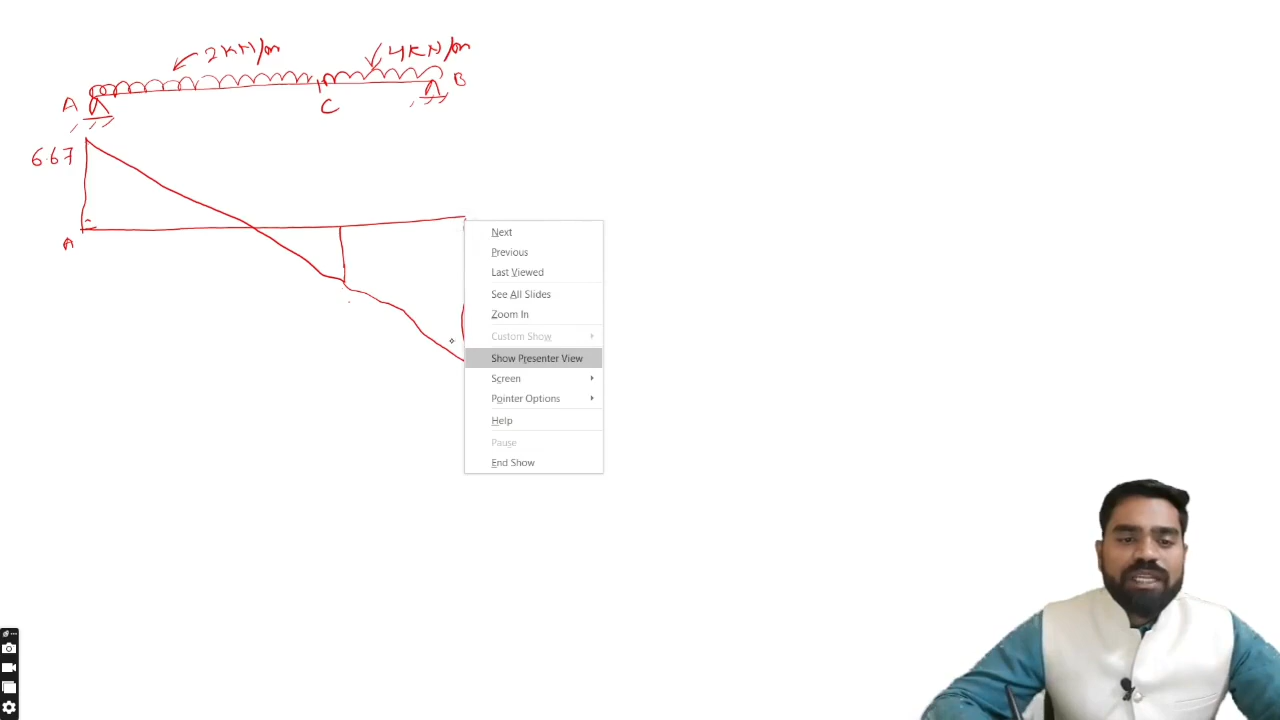 2KN/m
4KN/m
A
C
B
6.67
A
Next
Previous
Last Viewed
See All Slides
Zoom In
Custom Show
Show Presenter View
Screen
Pointer Options
Help
Pause
End Show